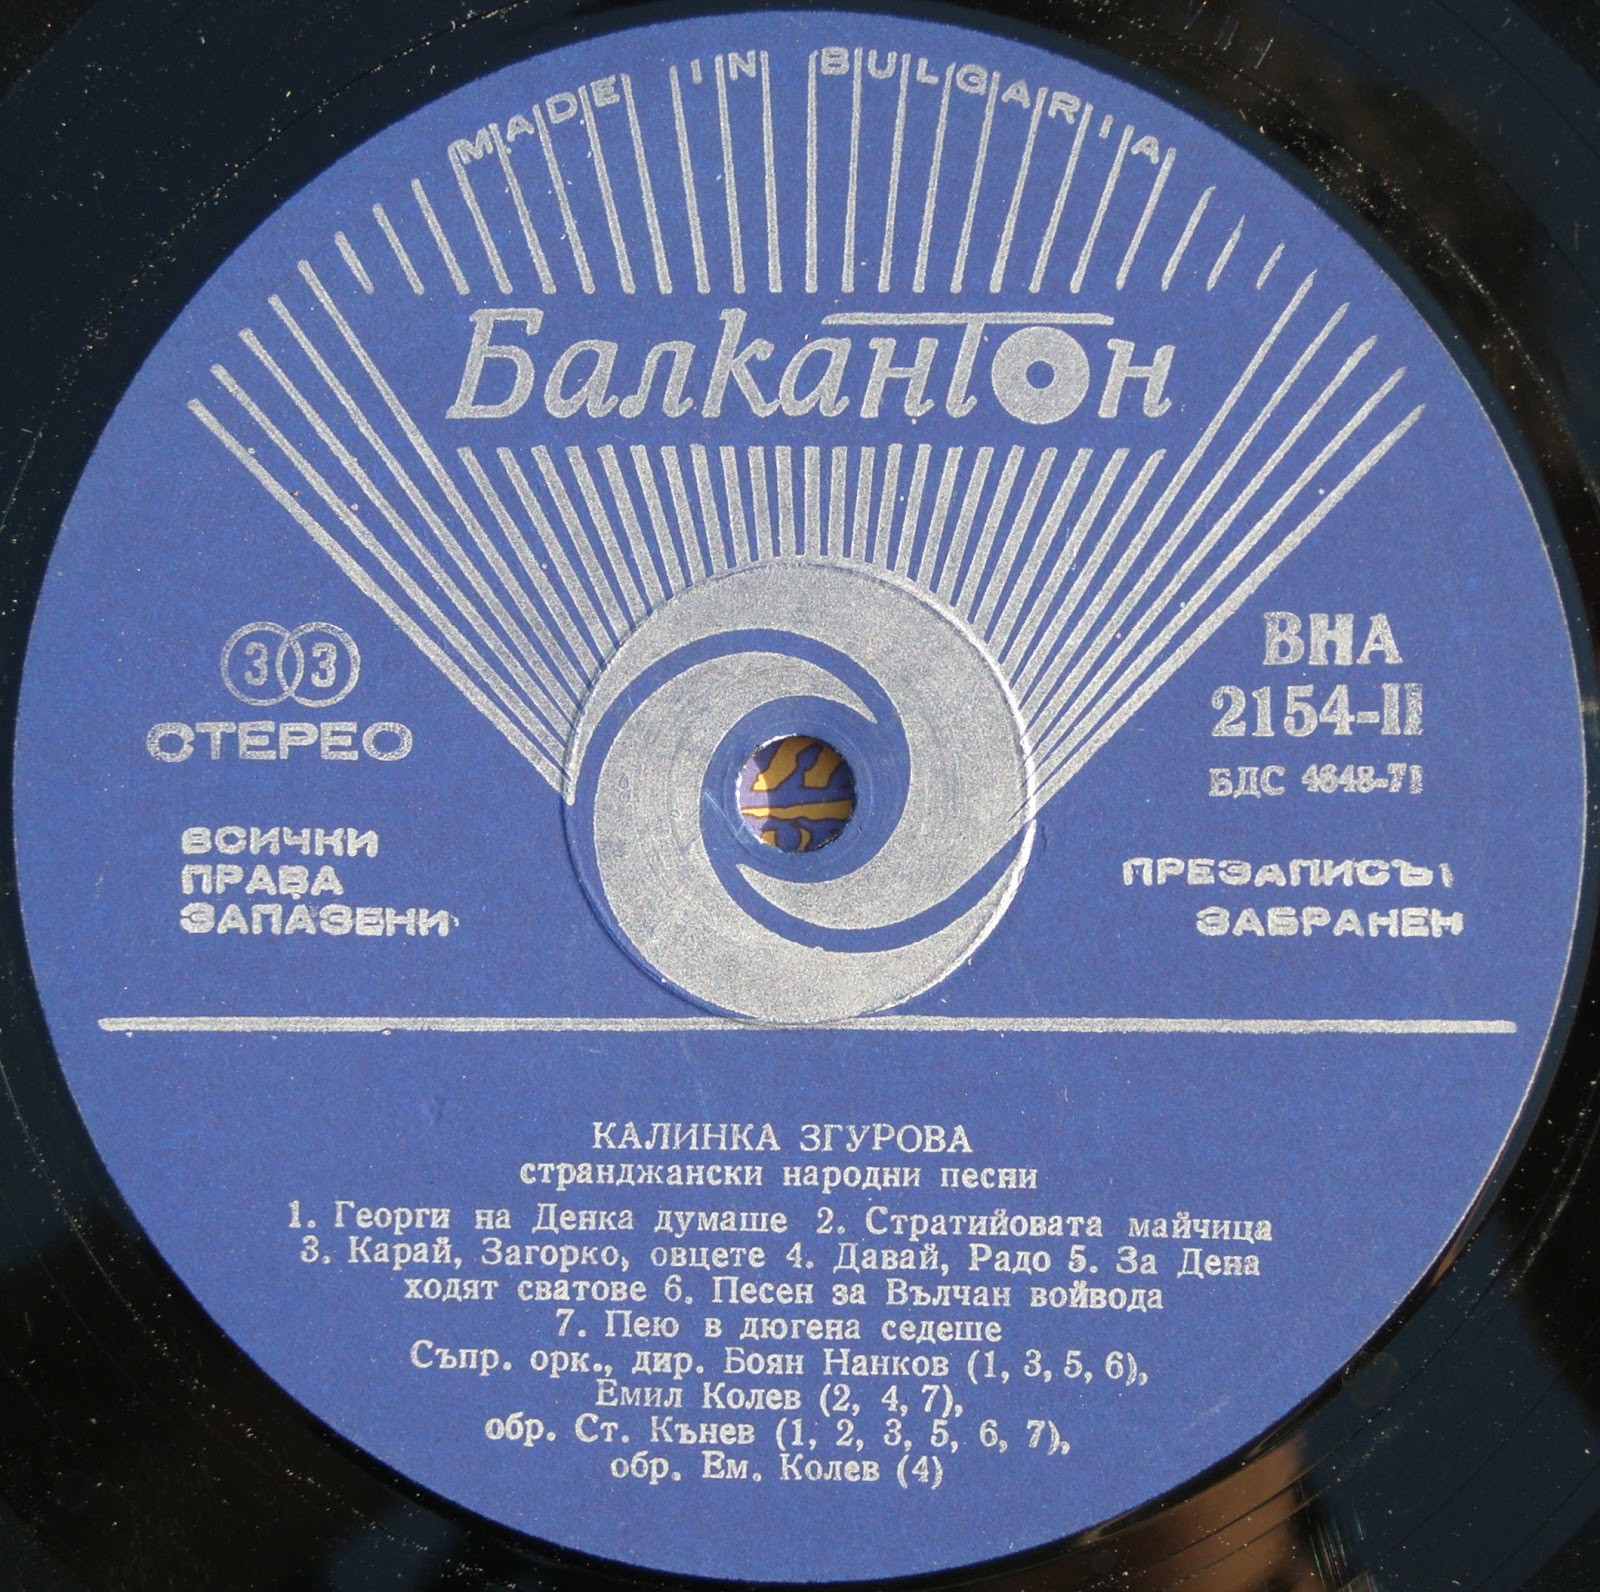 MADE IN BULGARIA
Балкантон
33
СТЕРЕО
ВНА
2154-II
БДС 4648-71
ВСИЧКИ
ПРАВА
ЗАПАЗЕНИ
ПРЕЗАПИСЪТ
ЗАБРАНЕН
КАЛИНКА ЗГУРОВА
странджански народни песни
1. Георги на Денка думаше 2. Стратийовата майчица
3. Карай, Загорко, овцете 4. Давай, Радо 5. За Дена
ходят сватове 6. Песен за Вълчан войвода
7. Пею в дюгена седеше
Съпр. орк., дир. Боян Нанков (1, 3, 5, 6),
Емил Колев (2, 4, 7),
обр. Ст. Кънев (1, 2, 3, 5, 6, 7),
обр. Ем. Колев (4)